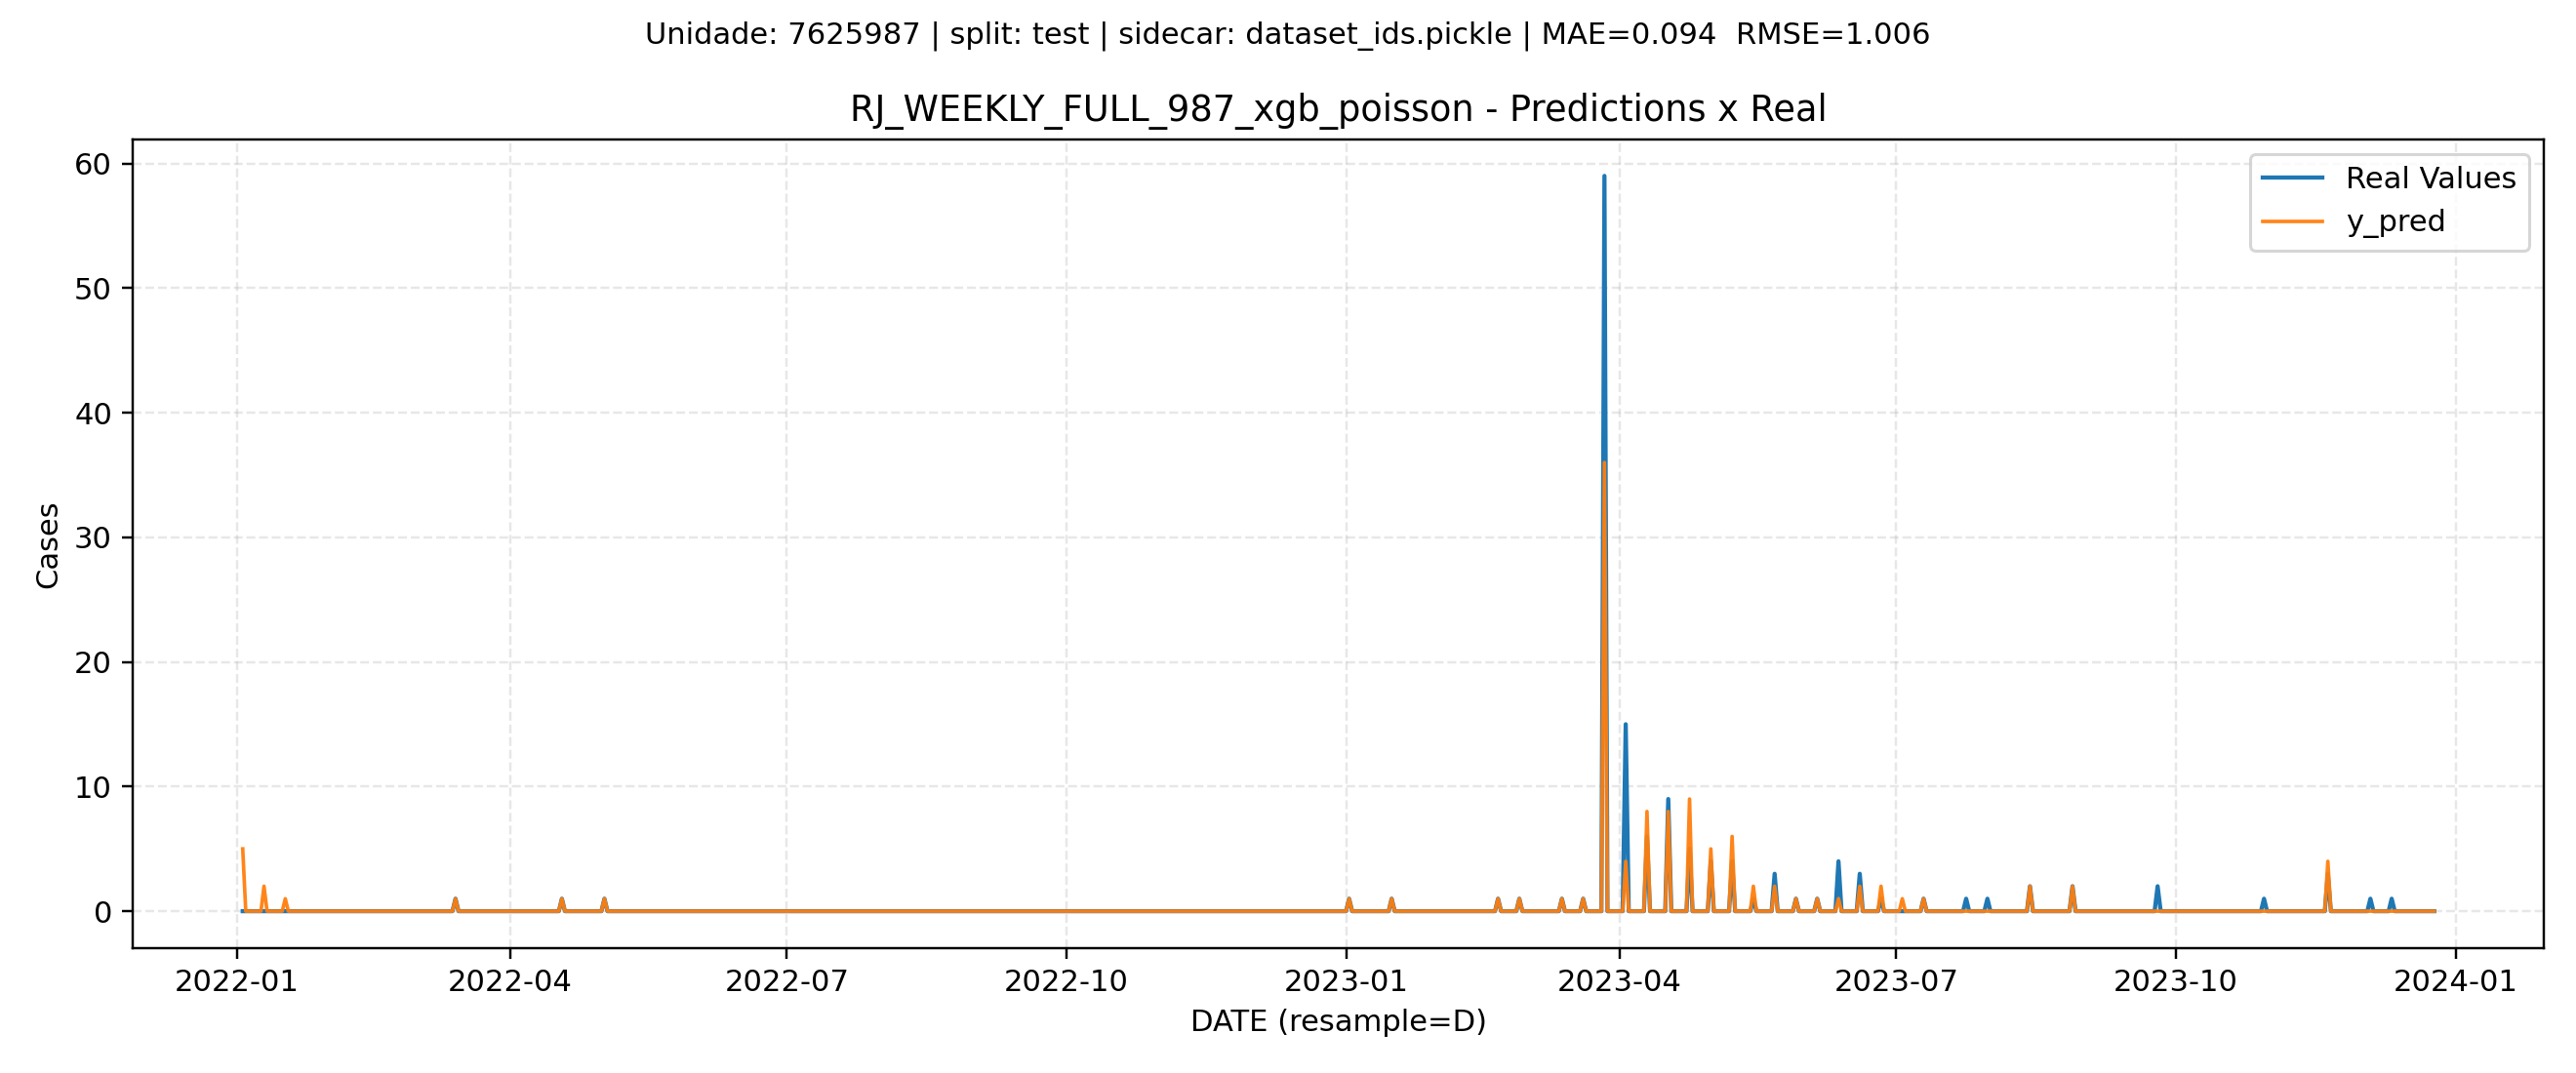 Unidade: 7625987 | split: test | sidecar: dataset_ids.pickle | MAE=0.094  RMSE=1.006
RJ_WEEKLY_FULL_987_xgb_poisson - Predictions x Real
Real Values
y_pred
Cases
60
50
40
30
20
10
0
2022-01
2022-04
2022-07
2022-10
2023-01
2023-04
2023-07
2023-10
2024-01
DATE (resample=D)